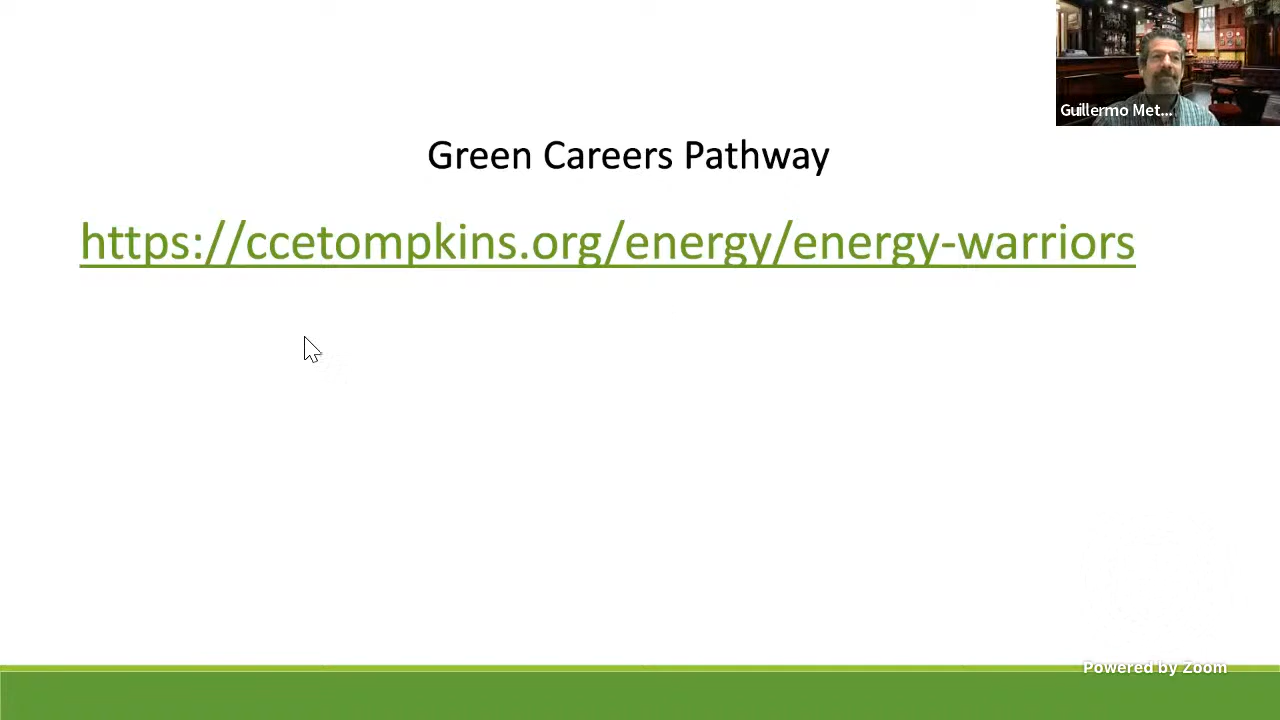 Guillermo Met...
Green Careers Pathway
https://ccetompkins.org/energy/energy-warriors
Powered by Zoom